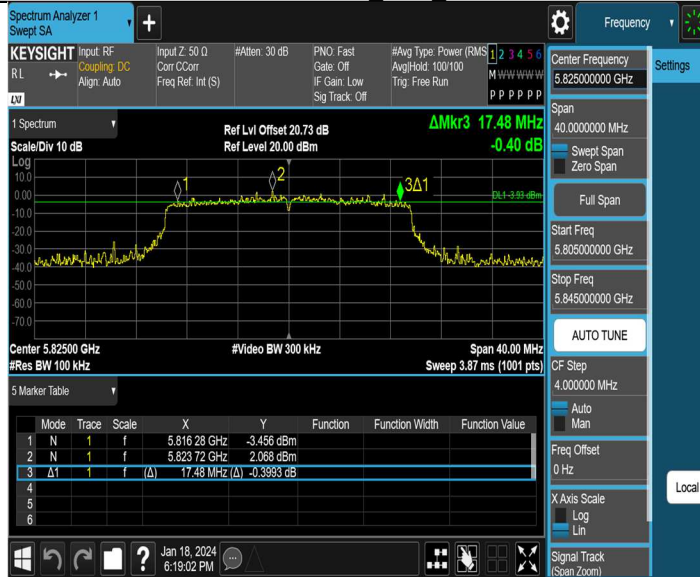 Spectrum Analyzer 1
Swept SA
+
Frequency
KEYSIGHT
RL
LXI
Input: RF
Coupling: DC
Align: Auto
Input Z: 50 Ω
Corr CCorr
Freq Ref: Int (S)
#Atten: 30 dB
PNO: Fast
Gate: Off
IF Gain: Low
Sig Track: Off
#Avg Type: Power (RMS
Avg|Hold: 100/100
Trig: Free Run
1 2 3 4 5 6
M W W W W W
P P P P P P
Center Frequency
5.825000000 GHz
Settings
Span
40.0000000 MHz
Swept Span
Zero Span
Full Span
Start Freq
5.805000000 GHz
Stop Freq
5.845000000 GHz
AUTO TUNE
CF Step
4.000000 MHz
Auto
Man
Freq Offset
0 Hz
X Axis Scale
Log
Lin
Signal Track
(Span Zoom)
Local
1 Spectrum
Scale/Div 10 dB
Ref Lvl Offset 20.73 dB
Ref Level 20.00 dBm
ΔMkr3 17.48 MHz
-0.40 dB
Log
10.0
0.00
-10.0
-20.0
-30.0
-40.0
-50.0
-60.0
-70.0
1
2
3Δ1
DL1 -3.93 dBm
Center 5.82500 GHz
#Video BW 300 kHz
Span 40.00 MHz
#Res BW 100 kHz
Sweep 3.87 ms (1001 pts)
5 Marker Table
Mode Trace Scale X Y Function Function Width Function Value
1 N 1 f 5.816 28 GHz -3.456 dBm
2 N 1 f 5.823 72 GHz 2.068 dBm
3 Δ1 1 f (Δ) 17.48 MHz (Δ) -0.3993 dB
4
5
6
?
Jan 18, 2024
6:19:02 PM